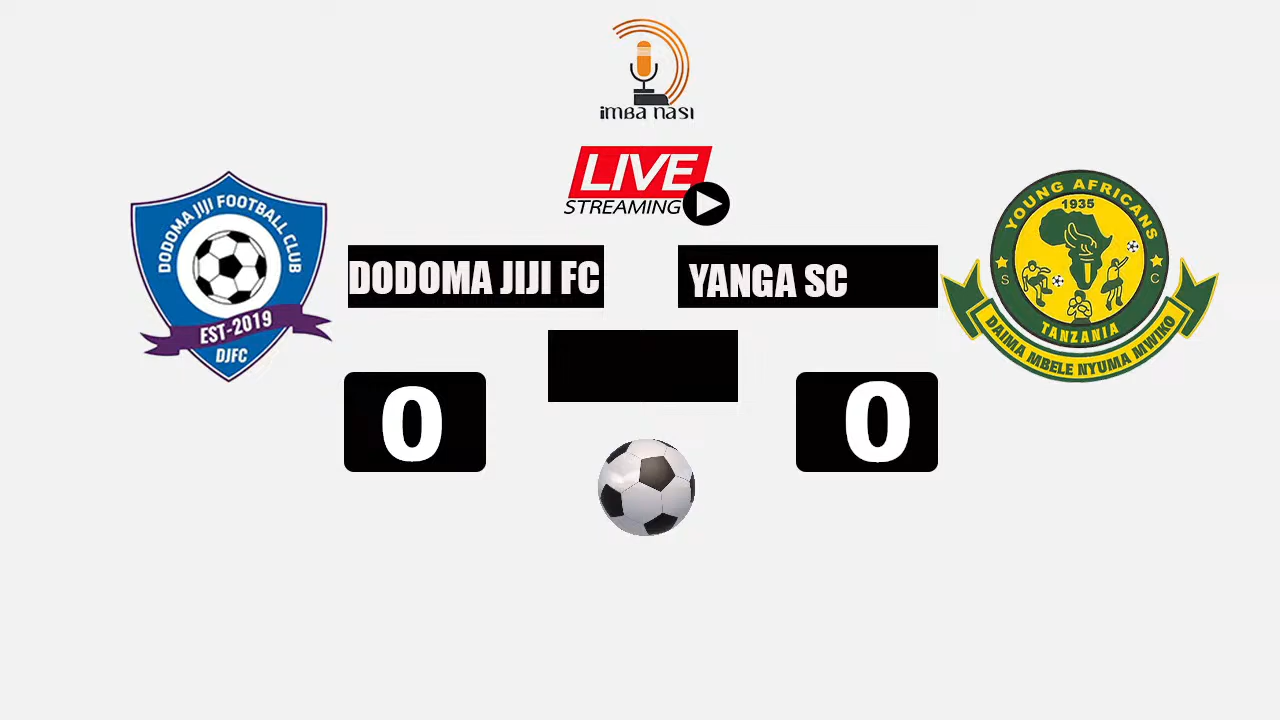 imBa nasi
LIVE
STREAMING
DODOMA JIJI FOOTBALL CLUB
EST-2019
DJFC
DODOMA JIJI FC
YANGA SC
YOUNG AFRICANS
1935
S C
TANZANIA
DAIMA MBELE NYUMA MWIKO
0
0